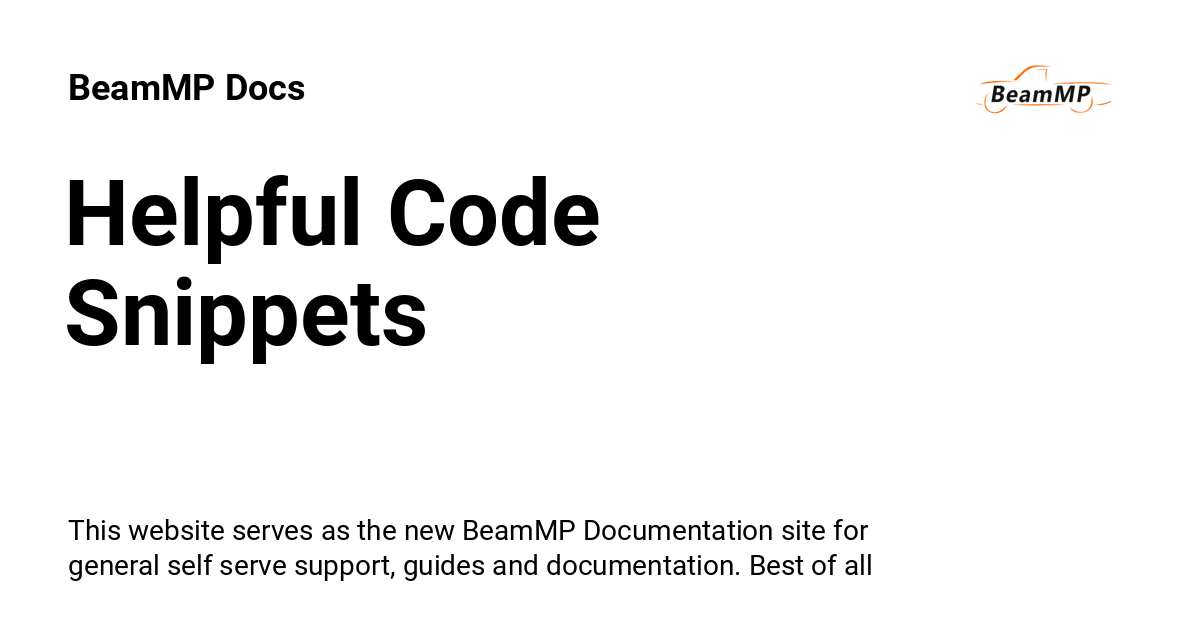 BeamMP Docs
BeamMP
Helpful Code
Snippets
This website serves as the new BeamMP Documentation site for
general self serve support, guides and documentation. Best of all